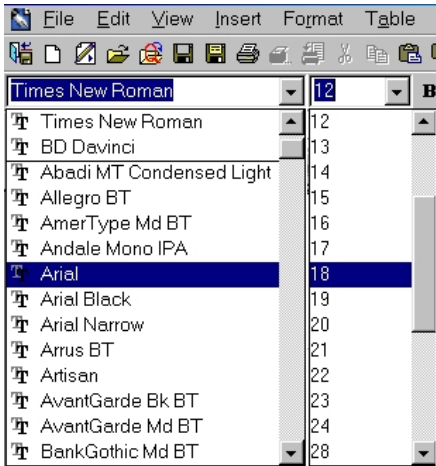 File Edit View Insert Format Table
Times New Roman 12 B
Times New Roman 12
BD Davinci 13
Abadi MT Condensed Light 14
Allegro BT 15
AmerType Md BT 16
Andale Mono IPA 17
Arial 18
Arial Black 19
Arial Narrow 20
Arrus BT 21
Artisan 22
AvantGarde Bk BT 23
AvantGarde Md BT 24
BankGothic Md BT 28